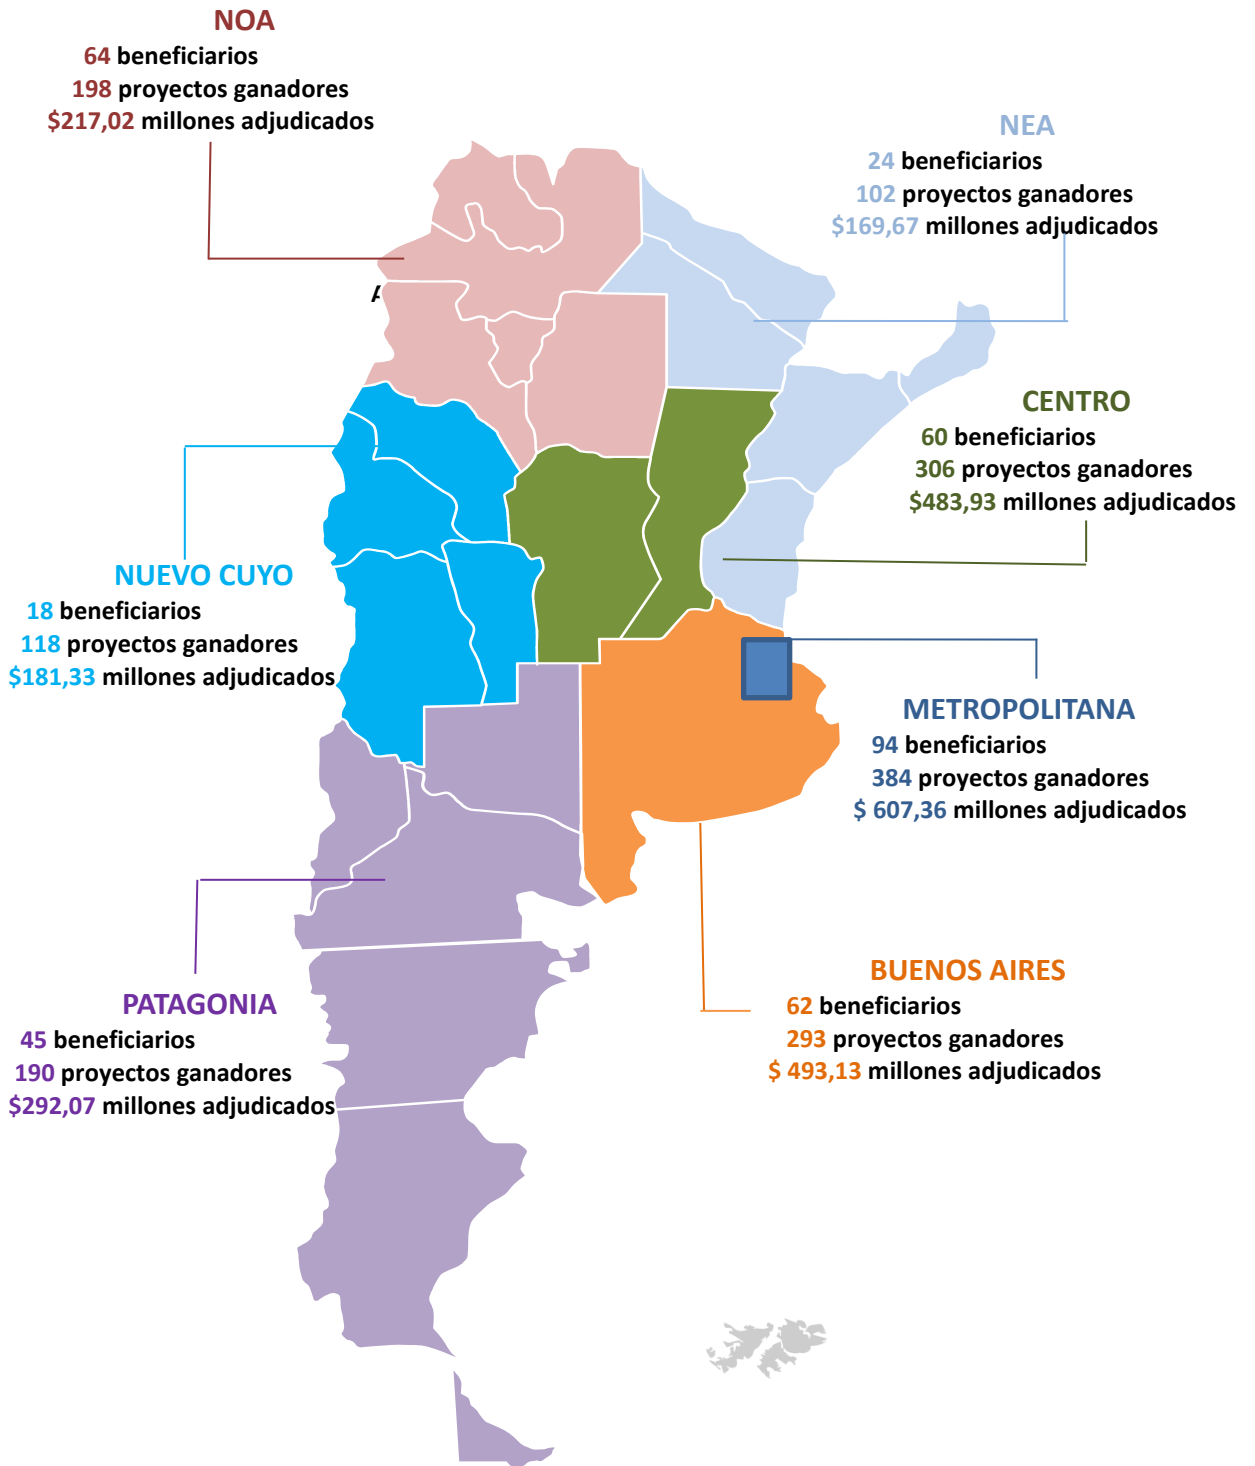 NOA
64 beneficiarios
198 proyectos ganadores
$217,02 millones adjudicados
NEA
24 beneficiarios
102 proyectos ganadores
$169,67 millones adjudicados
CENTRO
60 beneficiarios
306 proyectos ganadores
$483,93 millones adjudicados
NUEVO CUYO
18 beneficiarios
118 proyectos ganadores
$181,33 millones adjudicados
METROPOLITANA
94 beneficiarios
384 proyectos ganadores
$ 607,36 millones adjudicados
BUENOS AIRES
62 beneficiarios
293 proyectos ganadores
$ 493,13 millones adjudicados
PATAGONIA
45 beneficiarios
190 proyectos ganadores
$292,07 millones adjudicados